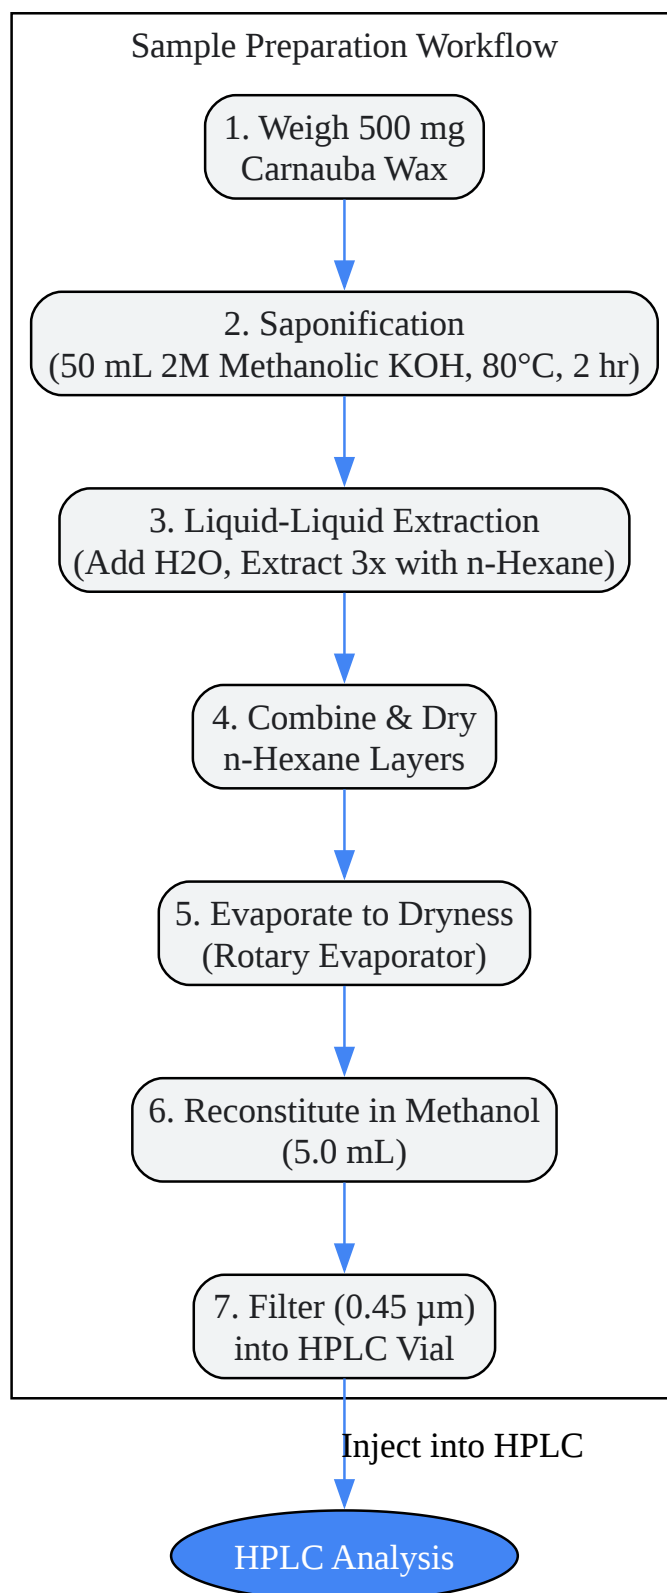 Sample Preparation Workflow
1. Weigh 500 mg
Carnauba Wax
2. Saponification
(50 mL 2M Methanolic KOH, 80°C, 2 hr)
3. Liquid-Liquid Extraction
(Add H2O, Extract 3x with n-Hexane)
4. Combine & Dry
n-Hexane Layers
5. Evaporate to Dryness
(Rotary Evaporator)
6. Reconstitute in Methanol
(5.0 mL)
7. Filter (0.45 µm)
into HPLC Vial
Inject into HPLC
HPLC Analysis